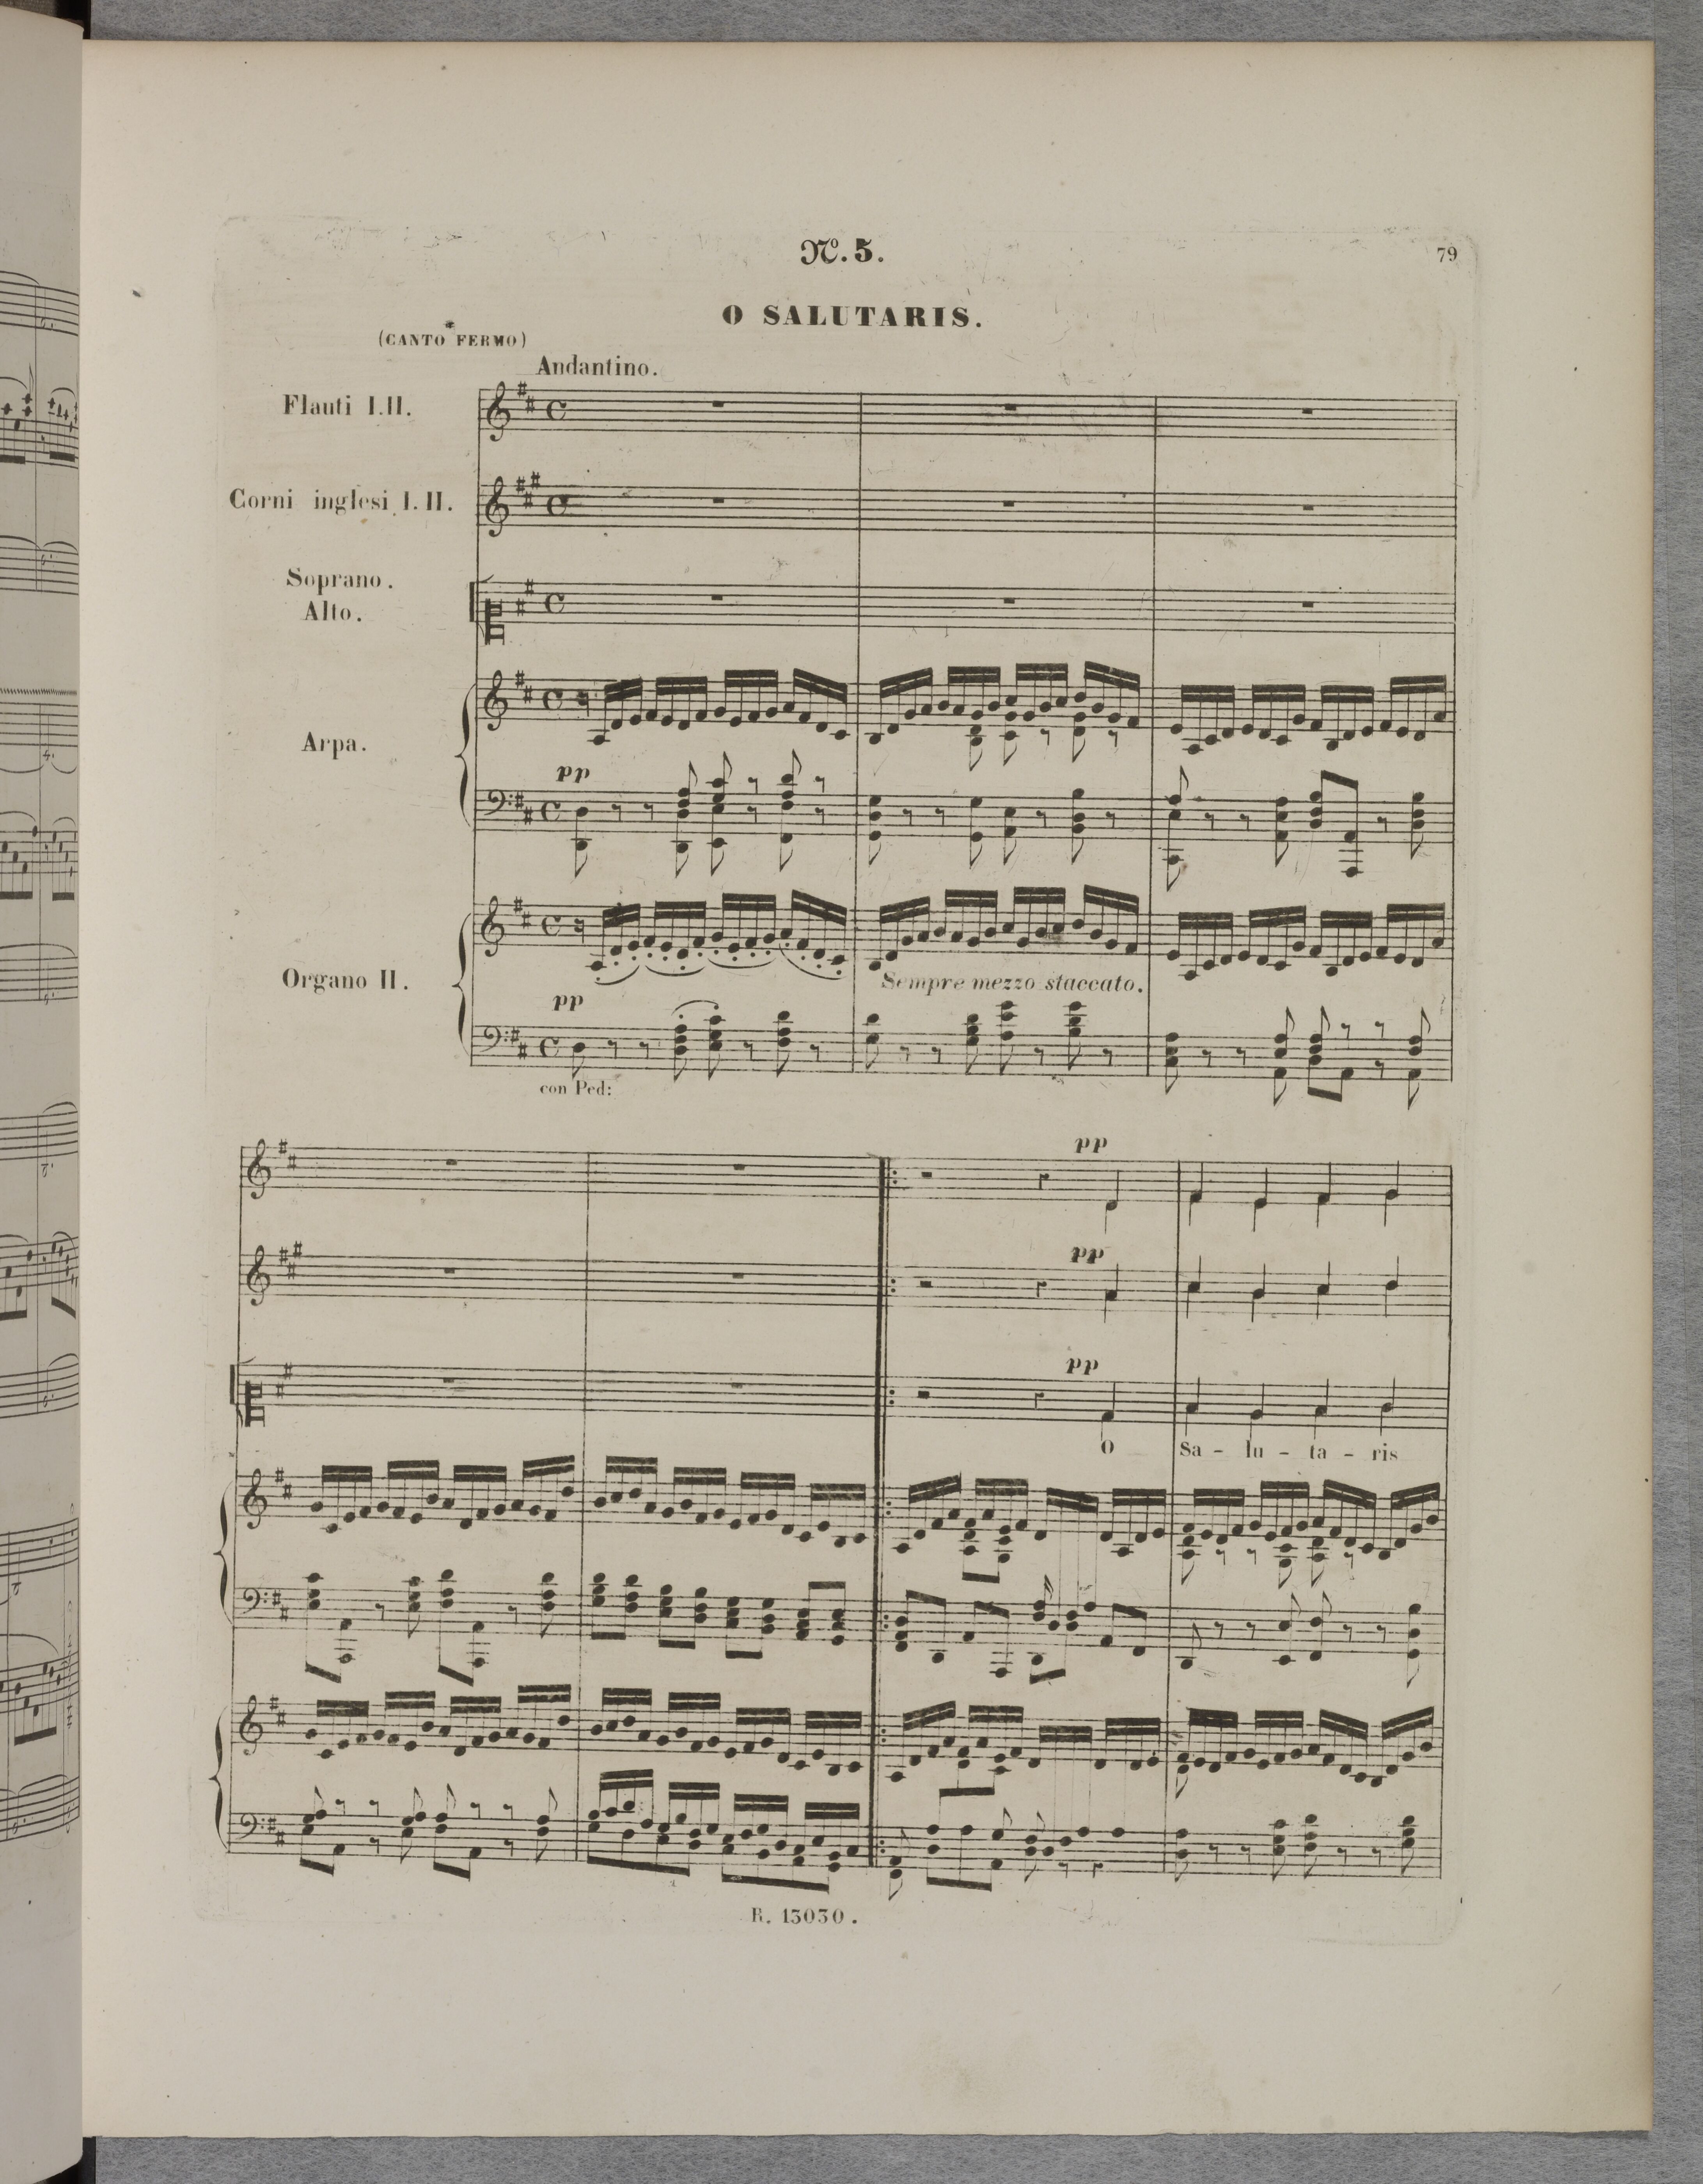 79
No. 5.
O SALUTARIS.
(CANTO FERMO)
Andantino.
Flauti I.II.
Corni inglesi I.II.
Soprano.
Alto.
Arpa.
pp
Organo II.
Sempre mezzo staccato.
pp
con Ped:
pp
pp
pp
O Sa - lu - ta - ris
R. 13030.